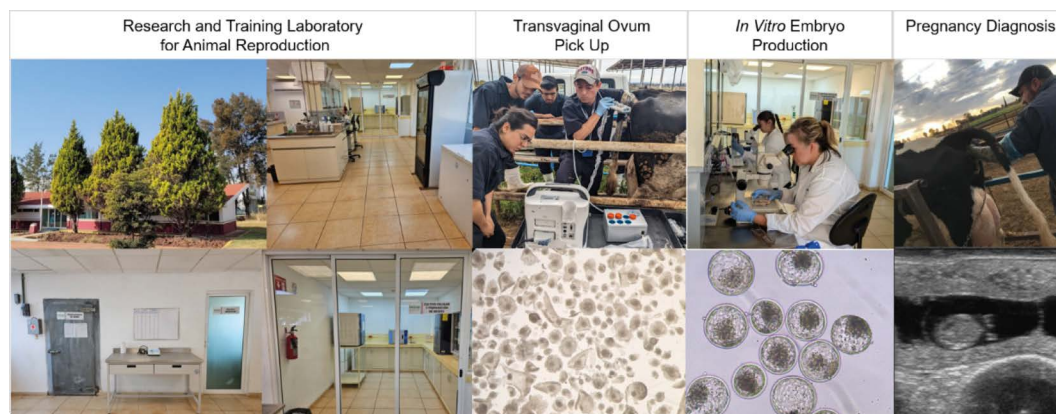 Research and Training Laboratory
for Animal Reproduction
Transvaginal Ovum
Pick Up
In Vitro Embryo
Production
Pregnancy Diagnosis